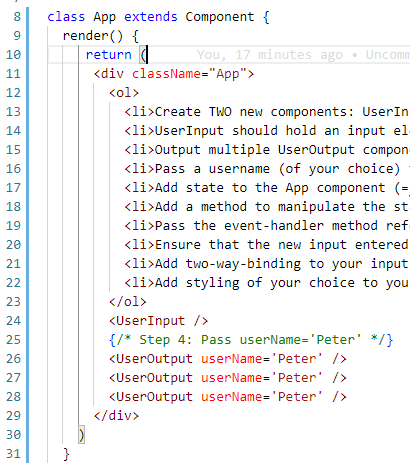 8 class App extends Component {
9 render() {
10 return ( You, 17 minutes ago • Uncomm
11 <div className="App">
12 <ol>
13 <li>Create TWO new components: UserIn
14 <li>UserInput should hold an input ele
15 <li>Output multiple UserOutput compone
16 <li>Pass a username (of your choice)
17 <li>Add state to the App component (=
18 <li>Add a method to manipulate the st
19 <li>Pass the event-handler method refe
20 <li>Ensure that the new input entered
21 <li>Add two-way-binding to your input
22 <li>Add styling of your choice to you
23 </ol>
24 <UserInput />
25 {/* Step 4: Pass userName='Peter' */}
26 <UserOutput userName='Peter' />
27 <UserOutput userName='Peter' />
28 <UserOutput userName='Peter' />
29 </div>
30 )
31 }